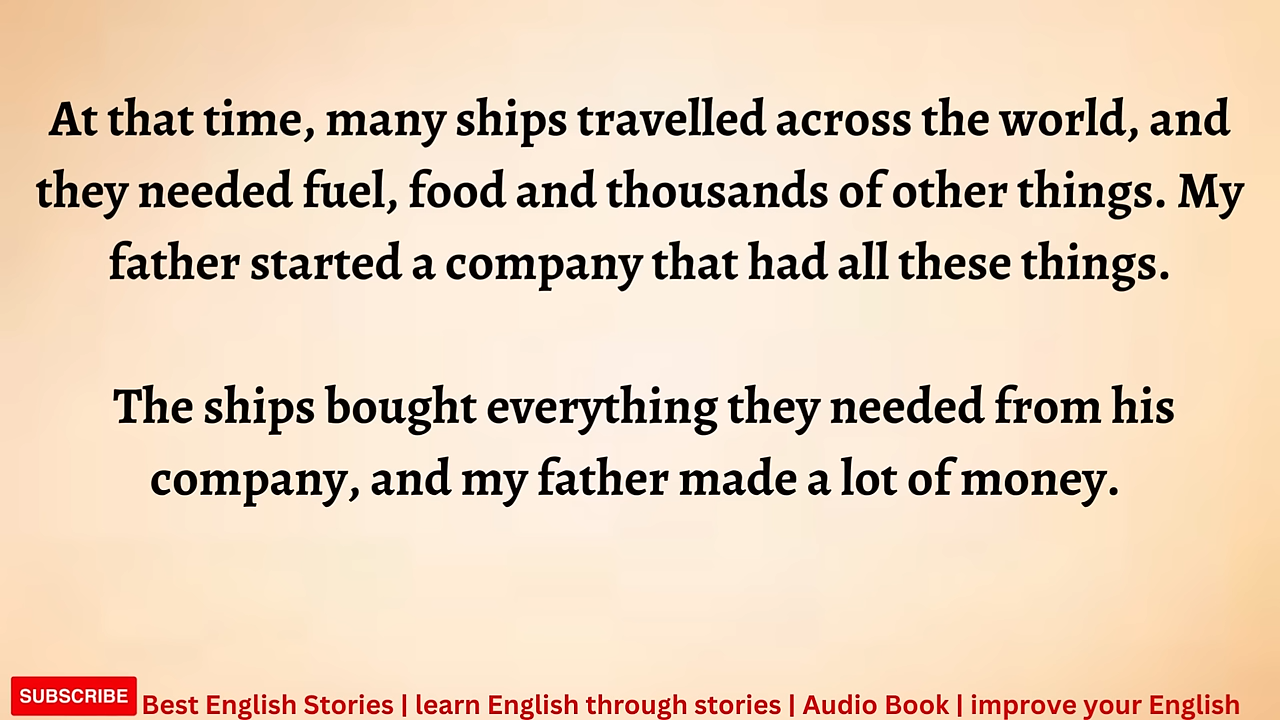 At that time, many ships travelled across the world, and
they needed fuel, food and thousands of other things. My
father started a company that had all these things.
The ships bought everything they needed from his
company, and my father made a lot of money.
SUBSCRIBE
Best English Stories | learn English through stories | Audio Book | improve your English